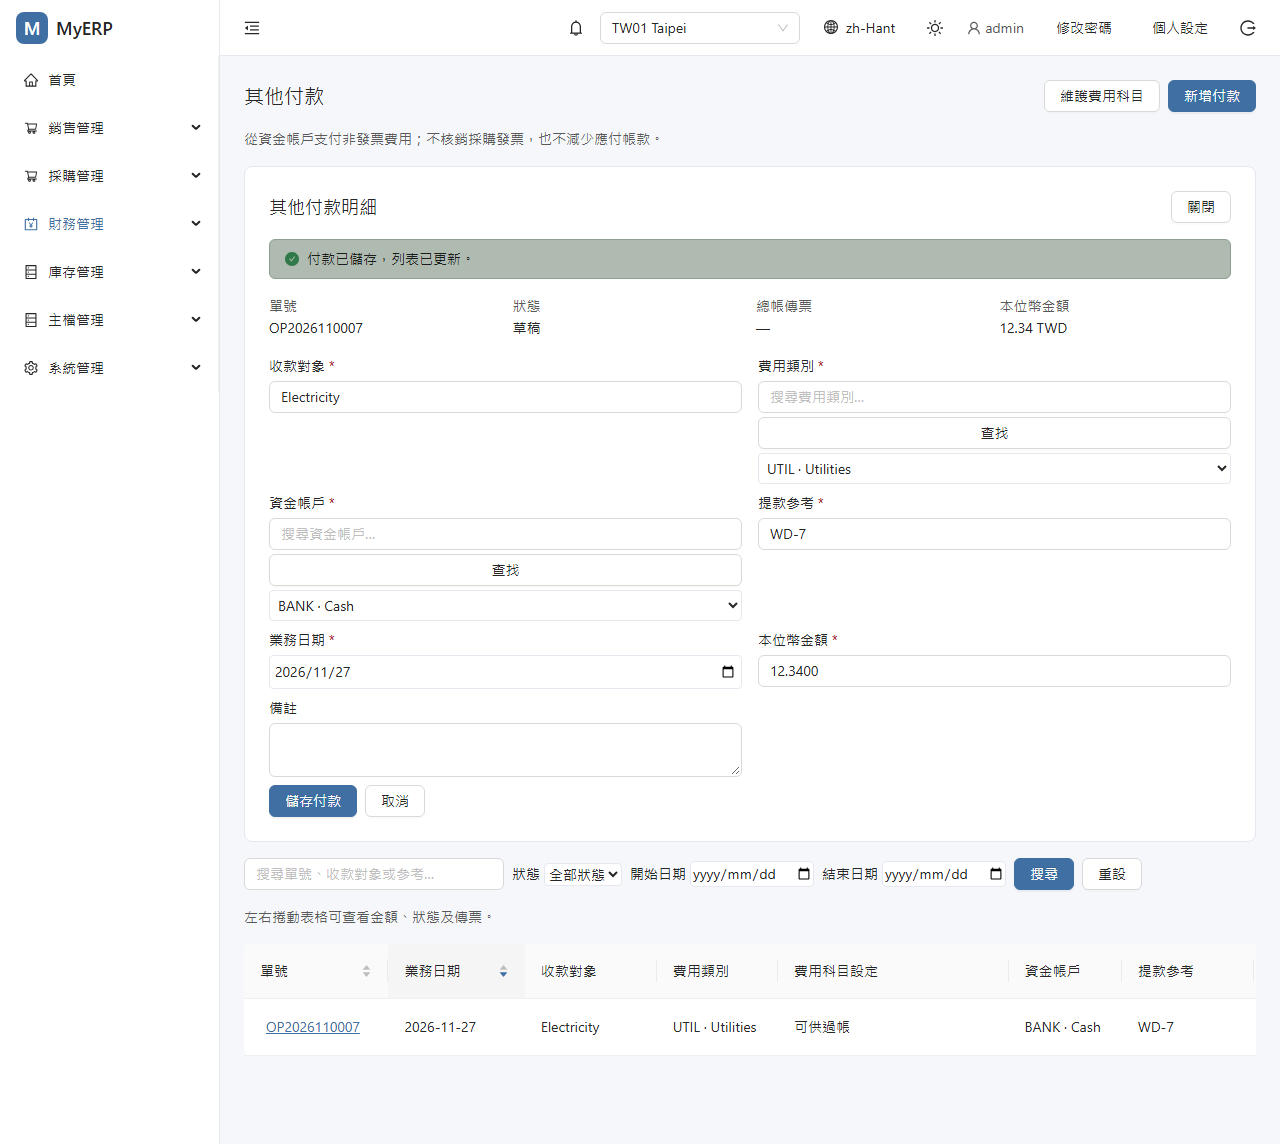 M MyERP
TW01 Taipei
zh-Hant
admin
修改密碼
個人設定
首頁
銷售管理
採購管理
財務管理
庫存管理
主檔管理
系統管理
其他付款
維護費用科目
新增付款
從資金帳戶支付非發票費用；不核銷採購發票，也不減少應付帳款。
其他付款明細
關閉
付款已儲存，列表已更新。
單號 狀態 總帳傳票 本位幣金額
OP2026110007 草稿 — 12.34 TWD
收款對象 * 費用類別 *
Electricity 搜尋費用類別...
查找
UTIL · Utilities
資金帳戶 * 提款參考 *
搜尋資金帳戶... WD-7
查找
BANK · Cash
業務日期 * 本位幣金額 *
2026/11/27 12.3400
備註
儲存付款 取消
搜尋單號、收款對象或參考... 狀態 全部狀態 開始日期 yyyy/mm/dd 結束日期 yyyy/mm/dd 搜尋 重設
左右捲動表格可查看金額、狀態及傳票。
單號 業務日期 收款對象 費用類別 費用科目設定 資金帳戶 提款參考
OP2026110007 2026-11-27 Electricity UTIL · Utilities 可供過帳 BANK · Cash WD-7